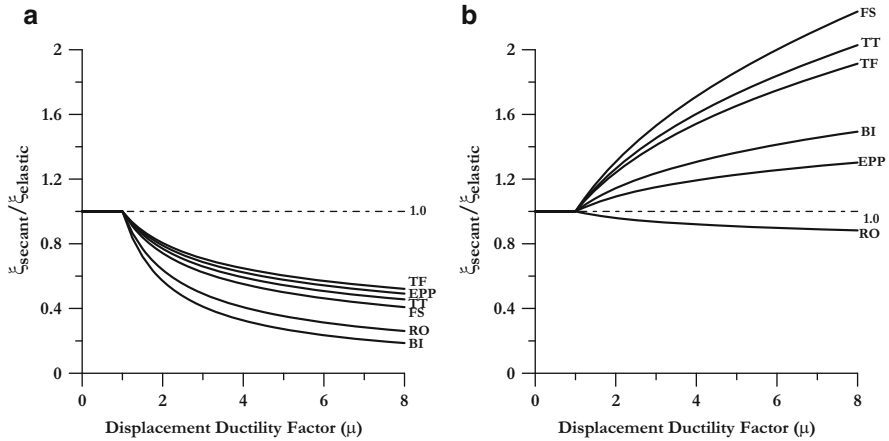 a
2
1.6
1.2
0.8
0.4
0
ξsecant/ξelastic
1.0
TF
EPP
TT
FS
RO
BI
0 2 4 6 8
Displacement Ductility Factor (μ)
b
2
1.6
1.2
0.8
0.4
0
ξsecant/ξelastic
FS
TT
TF
BI
EPP
1.0
RO
0 2 4 6 8
Displacement Ductility Factor (μ)